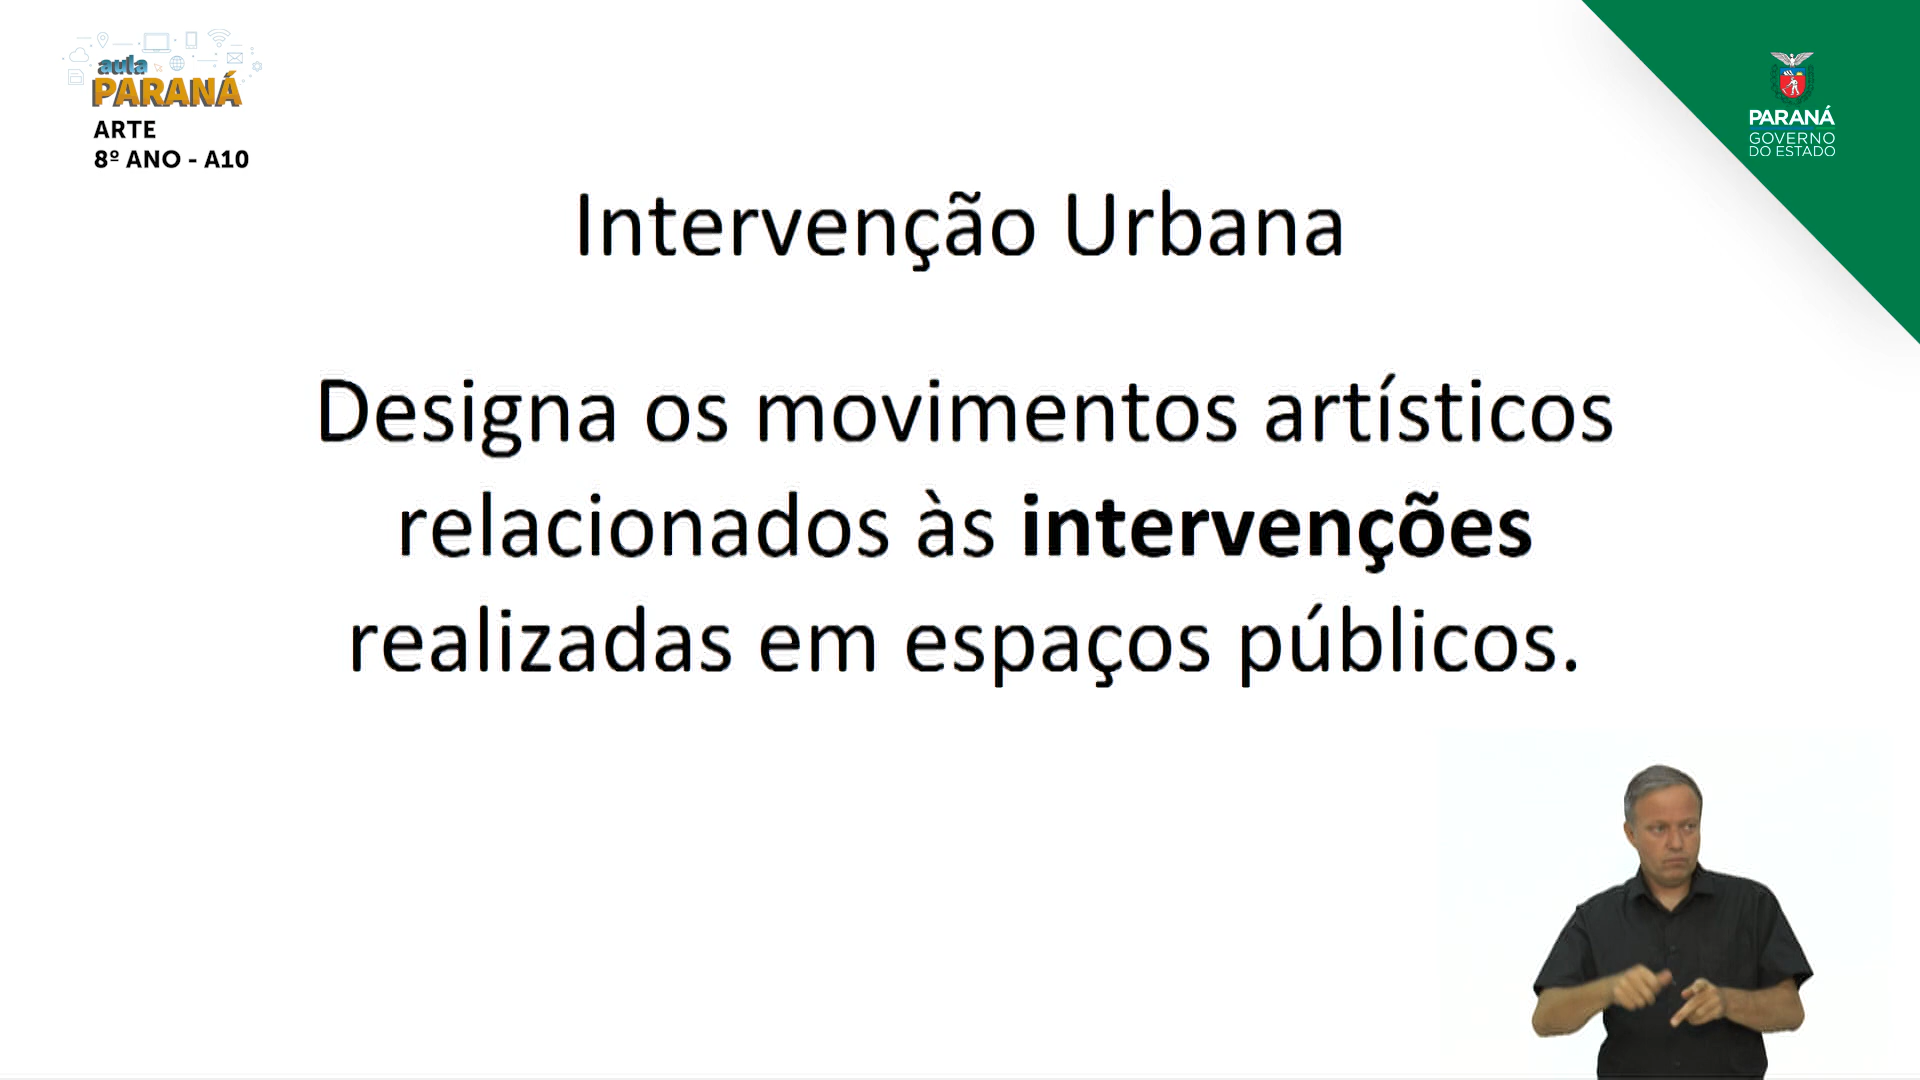 aula
PARANÁ
ARTE
8º ANO - A10
PARANÁ
GOVERNO
DO ESTADO
Intervenção Urbana
Designa os movimentos artísticos
relacionados às intervenções
realizadas em espaços públicos.